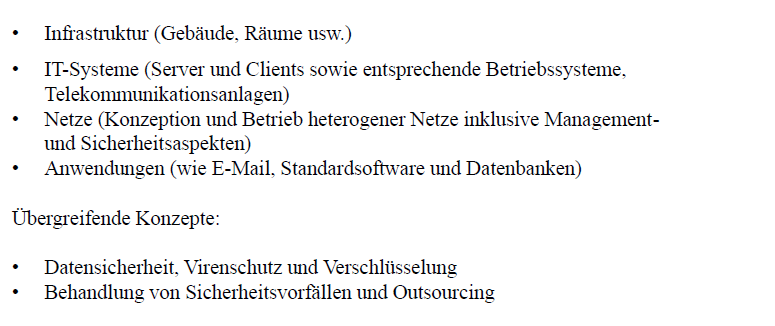 • Infrastruktur (Gebäude, Räume usw.)
• IT-Systeme (Server und Clients sowie entsprechende Betriebssysteme,
Telekommunikationsanlagen)
• Netze (Konzeption und Betrieb heterogener Netze inklusive Management-
und Sicherheitsaspekten)
• Anwendungen (wie E-Mail, Standardsoftware und Datenbanken)
Übergreifende Konzepte:
• Datensicherheit, Virenschutz und Verschlüsselung
• Behandlung von Sicherheitsvorfällen und Outsourcing